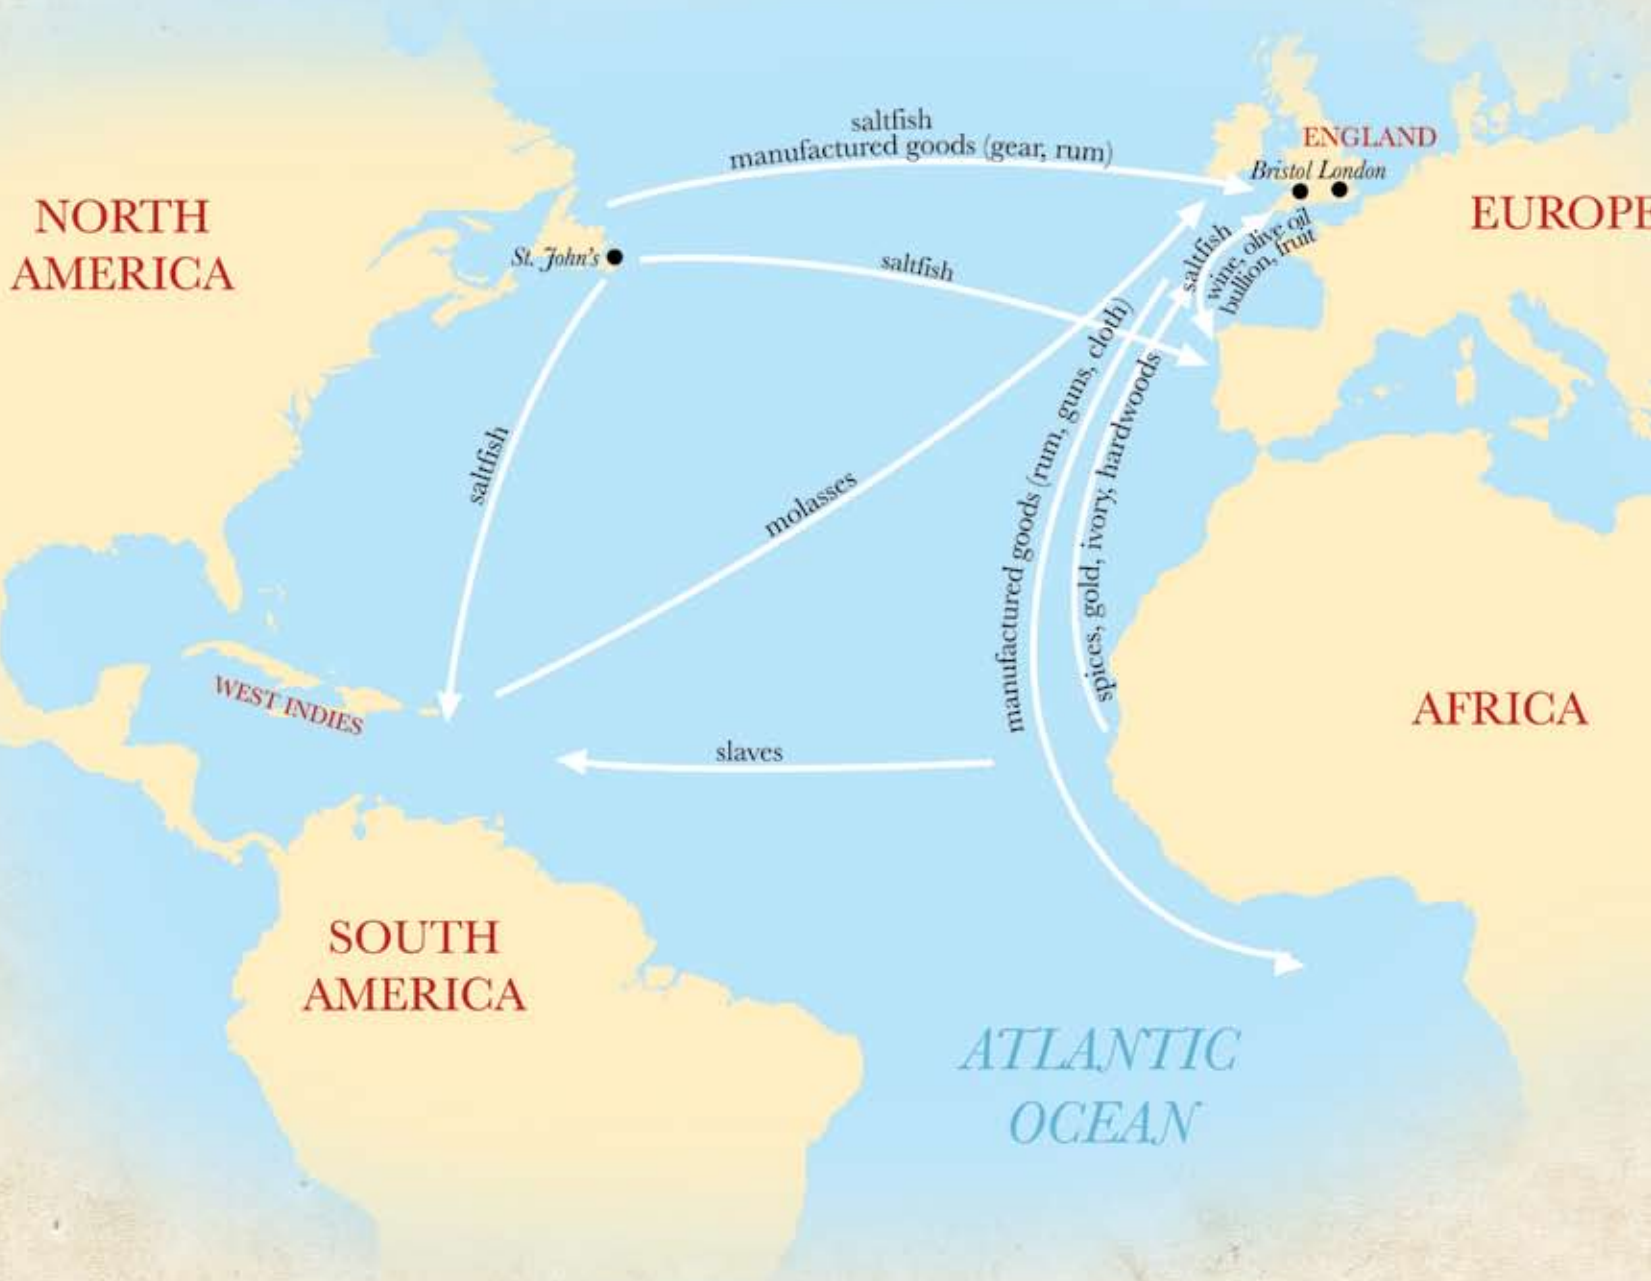 saltfish
manufactured goods (gear, rum)
ENGLAND
Bristol London
NORTH
AMERICA
EUROPE
St. John's
saltfish
saltfish
wine, olive oil
bullion, fruit
saltfish
molasses
manufactured goods (rum, guns, cloth)
spices, gold, ivory, hardwoods
WEST INDIES
AFRICA
slaves
SOUTH
AMERICA
ATLANTIC
OCEAN